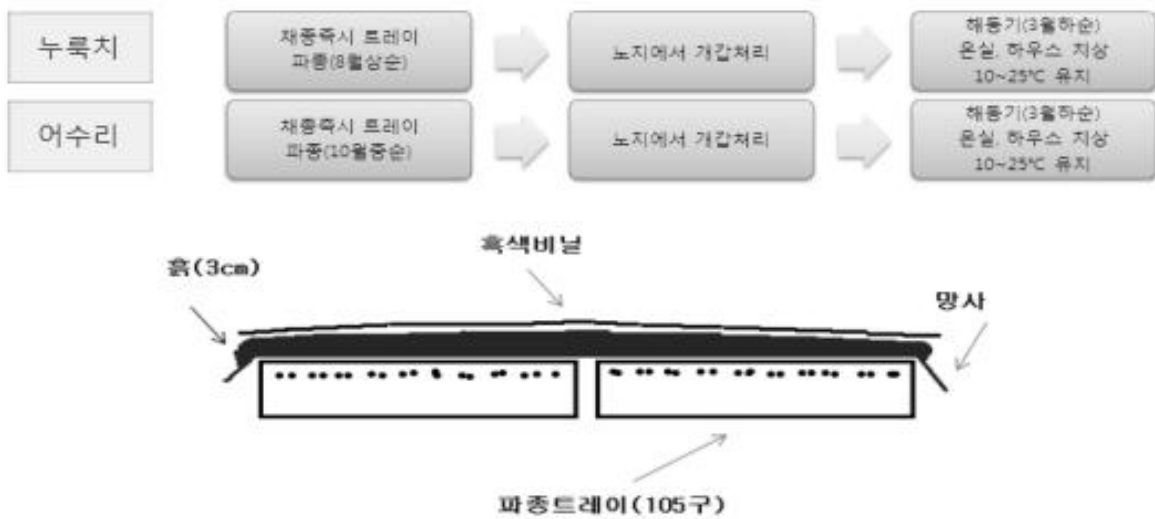 누룩치
채종즉시 트레이
파종(8월상순)
노지에서 개갑처리
해동기(3월하순)
온실, 하우스 지상
10~25℃ 유지
어수리
채종즉시 트레이
파종(10월중순)
노지에서 개갑처리
해동기(3월하순)
온실, 하우스 지상
10~25℃ 유지
흑색비닐
흙(3cm)
망사
파종트레이(105구)